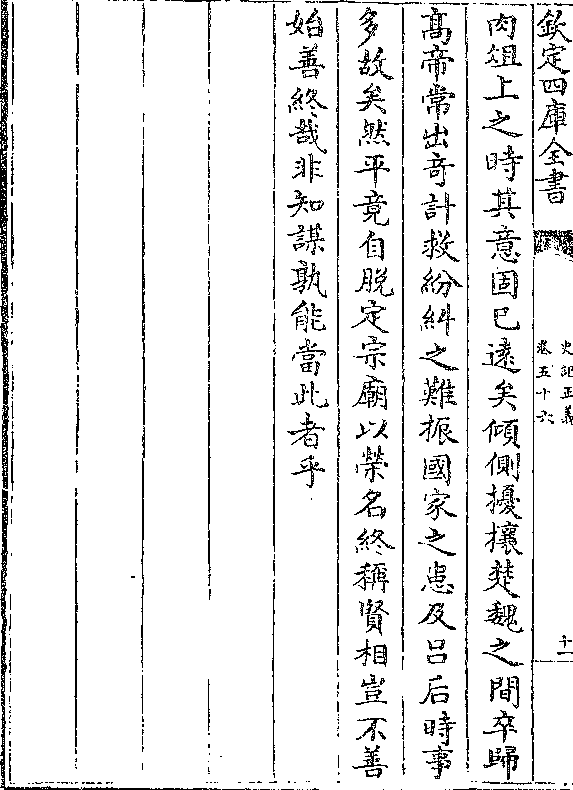 欽定四庫全書
史記正義
卷五十六
十一
肉俎上之時其意固已遠矣傾側擾攘楚魏之間卒歸
高帝常出奇計救紛糾之難振國家之患及呂后時事
多故矣然平竟自脱定宗廟以榮名終稱賢相豈不善
始善終哉非知謀孰能當此者乎